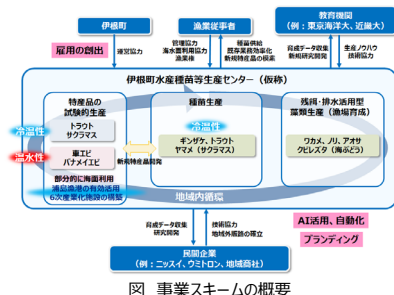 伊根町
漁業従事者
教育機関
(例:東京海洋大、近畿大)
雇用の創出
運営協力
管理協力
海水面利用協力
漁業権
種苗供給
既存業務効率化
新規特産品の模索
育成データ収集
新規研究開発
生産ノウハウ
技術協力
伊根町水産種苗等生産センター(仮称)
特産品の
試験的生産
冷温性
トラウト
サクラマス
温水性
車エビ
バナメイエビ
部分的に海面利用
浦島漁港の有効活用
6次産業化施設の構築
新規特産品開発
種苗生産
冷温性
ギンザケ、トラウト
ヤマメ(サクラマス)
残餌・排水活用型
藻類生産(漁場育成)
ワカメ、ノリ、アオサ
クビレズタ(海ぶどう)
地域内循環
AI活用、自動化
ブランディング
育成データ収集
研究開発
技術協力
地域外販路の確立
民間企業
(例:ニッスイ、ウミトロン、地域商社)
図 事業スキームの概要